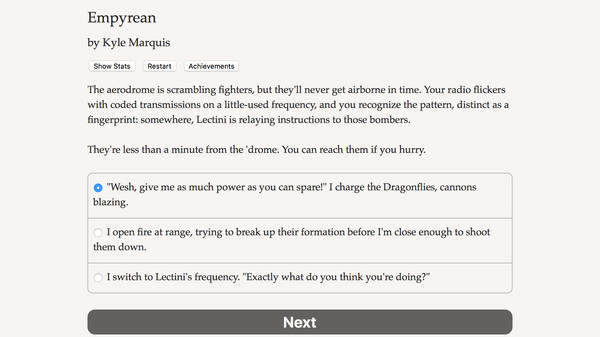 Empyrean
by Kyle Marquis
Show Stats Restart Achievements
The aerodrome is scrambling fighters, but they'll never get airborne in time. Your radio flickers
with coded transmissions on a little-used frequency, and you recognize the pattern, distinct as a
fingerprint: somewhere, Lectini is relaying instructions to those bombers.
They're less than a minute from the 'drome. You can reach them if you hurry.
"Wesh, give me as much power as you can spare!" I charge the Dragonflies, cannons
blazing.
I open fire at range, trying to break up their formation before I'm close enough to shoot
them down.
I switch to Lectini's frequency. "Exactly what do you think you're doing?"
Next